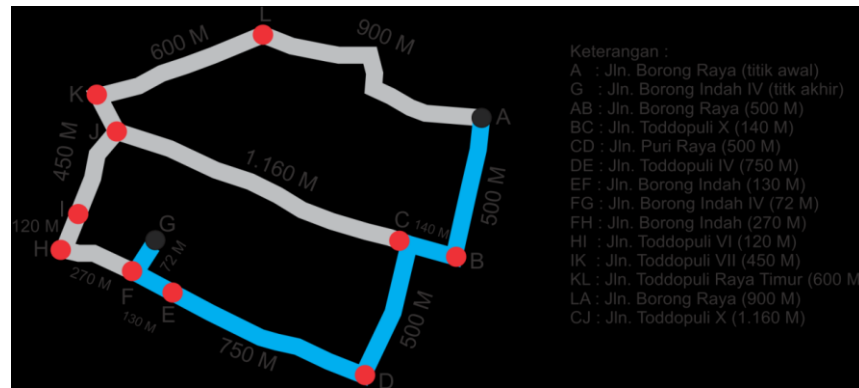 L
600 M
900 M
K
A
J
450 M
1.160 M
500 M
I
G
C
140 M
120 M
H
72 M
B
270 M
F
E
130 M
500 M
750 M
D
Keterangan :
A : Jln. Borong Raya (titik awal)
G : Jln. Borong Indah IV (titk akhir)
AB : Jln. Borong Raya (500 M)
BC : Jln. Toddopuli X (140 M)
CD : Jln. Puri Raya (500 M)
DE : Jln. Toddopuli IV (750 M)
EF : Jln. Borong Indah (130 M)
FG : Jln. Borong Indah IV (72 M)
FH : Jln. Borong Indah (270 M)
HI : Jln. Toddopuli VI (120 M)
IK : Jln. Toddopuli VII (450 M)
KL : Jln. Toddopuli Raya Timur (600 M
LA : Jln. Borong Raya (900 M)
CJ : Jln. Toddopuli X (1.160 M)